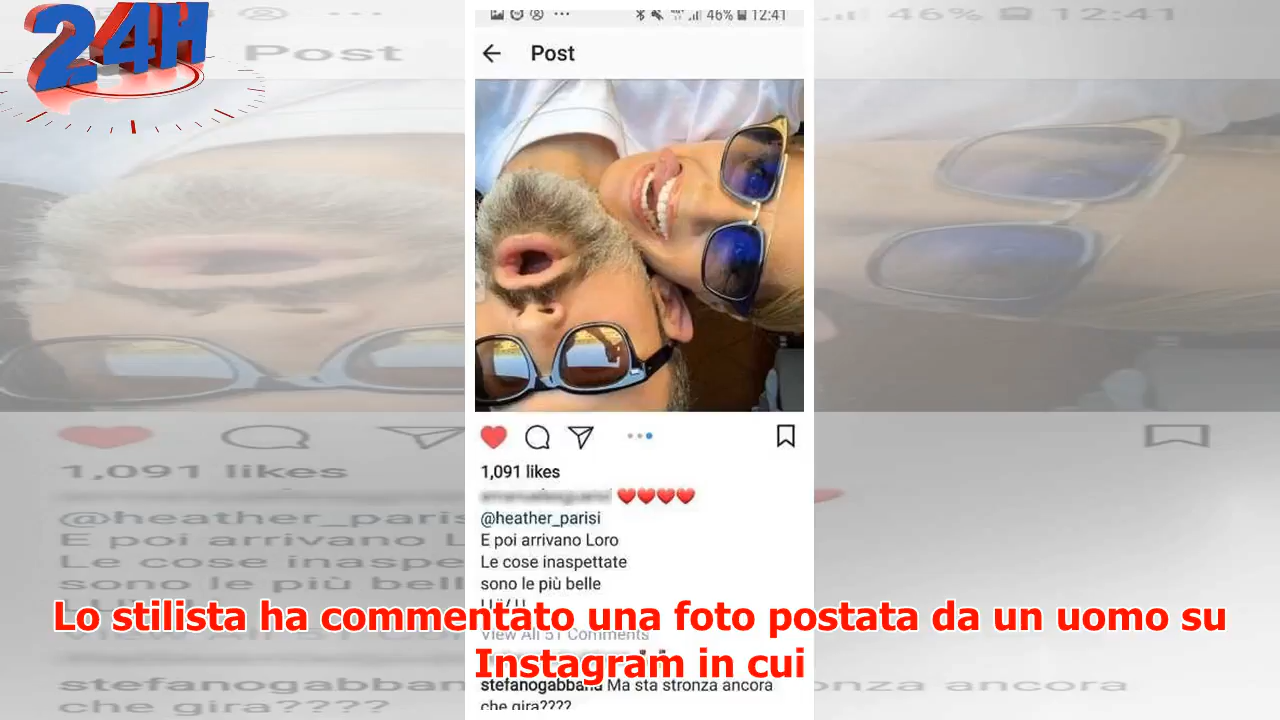 24H
46% 12:41
Post
1,091 likes
@heather_parisi
E poi arrivano Loro
Le cose inaspettate
sono le più belle
View All 51 Comments
Lo stilista ha commentato una foto postata da un uomo su
Instagram in cui
stefanogabbana Ma sta stronza ancora
che gira????